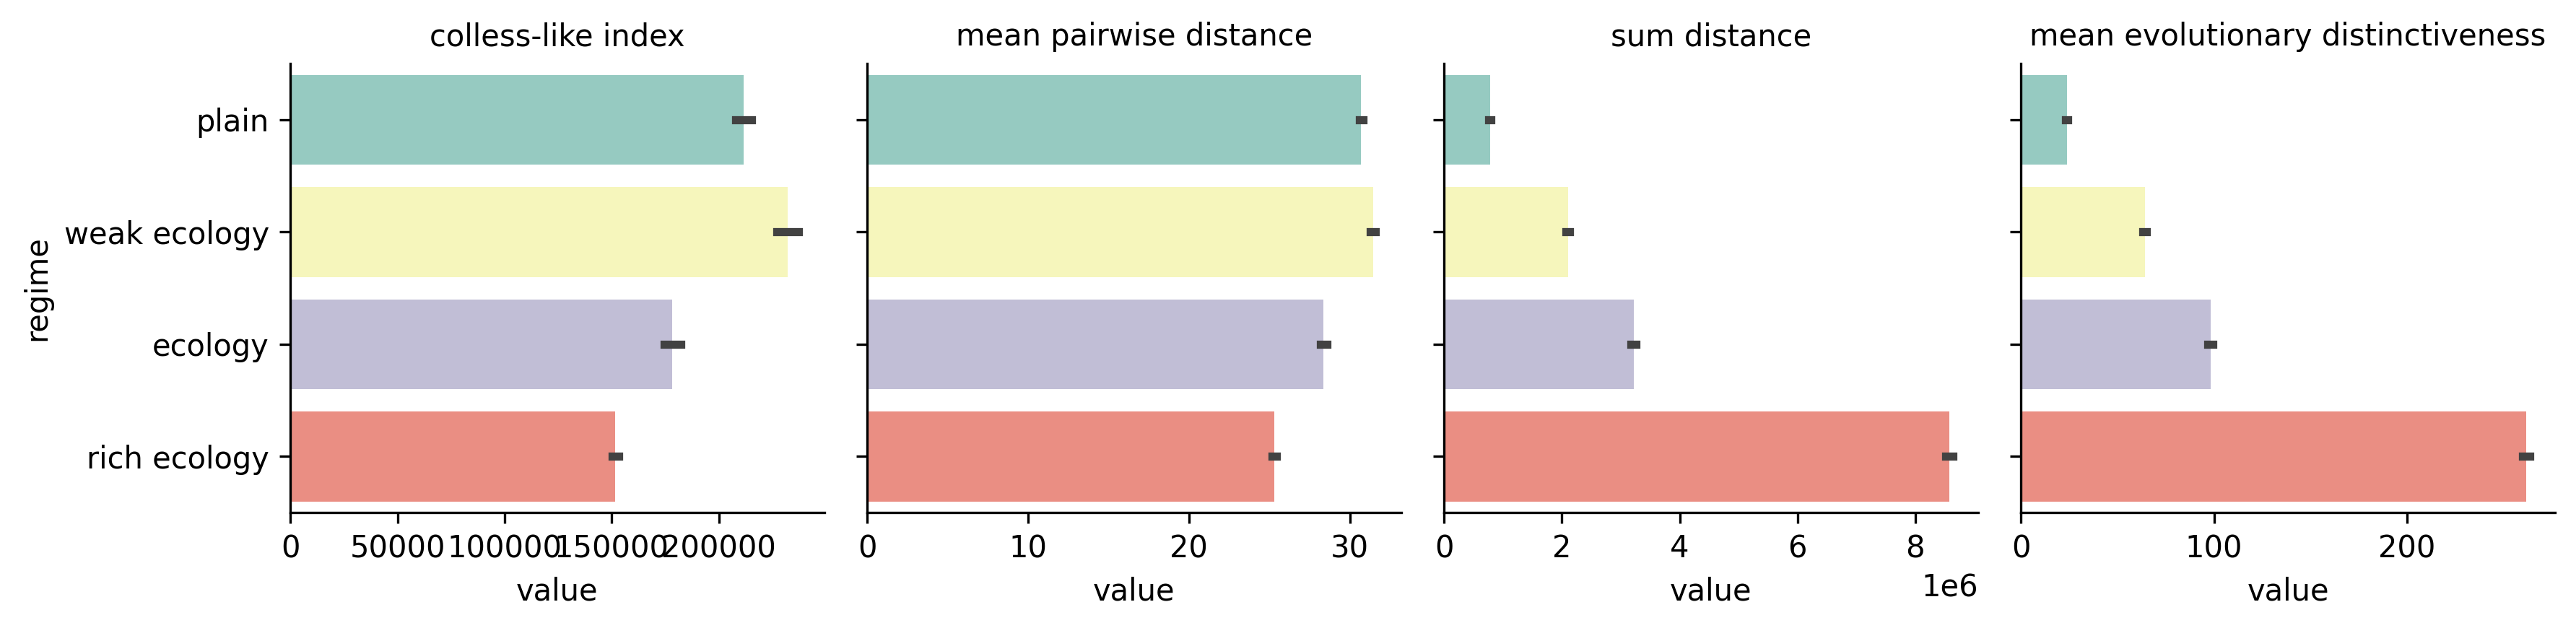 colless-like index
mean pairwise distance
sum distance
mean evolutionary distinctiveness
regime
plain
weak ecology
ecology
rich ecology
0 50000 100000 150000 200000
0 10 20 30
0 2 4 6 8
0 100 200
1e6
value
value
value
value